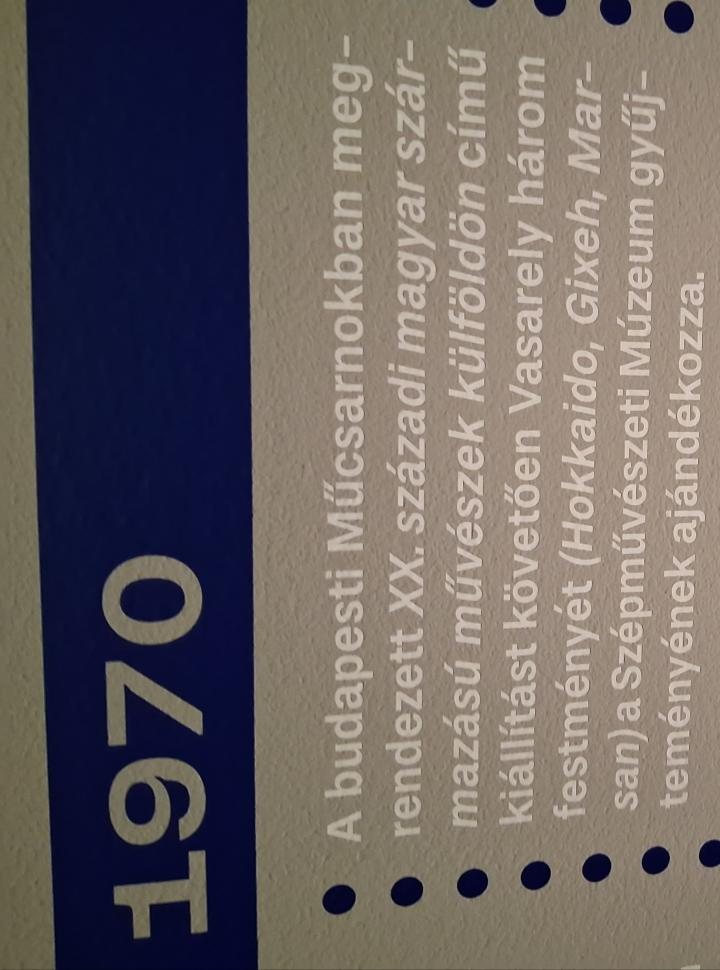 1970
A budapesti Műcsarnokban meg-
rendezett XX. századi magyar szár-
mazású művészek külföldön című
kiállítást követően Vasarely három
festményét (Hokkaido, Gixeh, Mar-
san) a Szépművészeti Múzeum gyűj-
teményének ajándékozza.